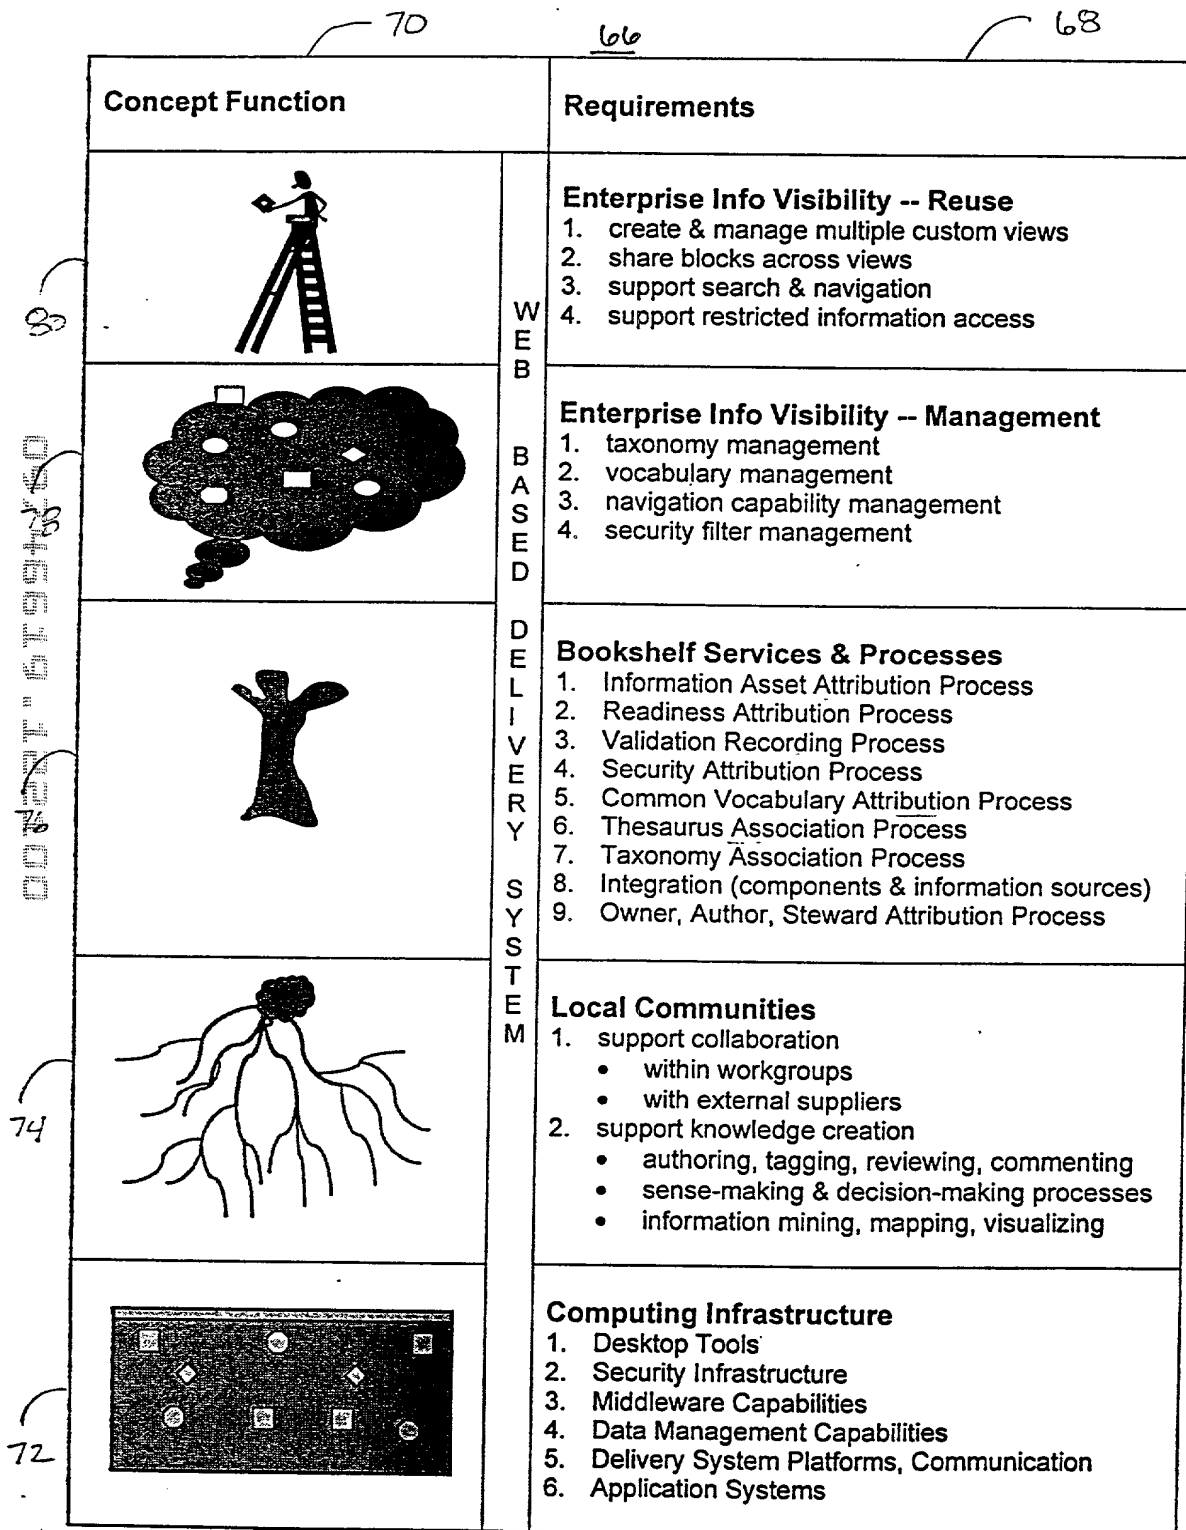 70
66
68
Concept Function
Requirements
80
Enterprise Info Visibility -- Reuse
1. create & manage multiple custom views
2. share blocks across views
3. support search & navigation
4. support restricted information access
WEB BASED DELIVERY SYSTEM
78
Enterprise Info Visibility -- Management
1. taxonomy management
2. vocabulary management
3. navigation capability management
4. security filter management
76
Bookshelf Services & Processes
1. Information Asset Attribution Process
2. Readiness Attribution Process
3. Validation Recording Process
4. Security Attribution Process
5. Common Vocabulary Attribution Process
6. Thesaurus Association Process
7. Taxonomy Association Process
8. Integration (components & information sources)
9. Owner, Author, Steward Attribution Process
74
Local Communities
1. support collaboration
• within workgroups
• with external suppliers
2. support knowledge creation
• authoring, tagging, reviewing, commenting
• sense-making & decision-making processes
• information mining, mapping, visualizing
72
Computing Infrastructure
1. Desktop Tools
2. Security Infrastructure
3. Middleware Capabilities
4. Data Management Capabilities
5. Delivery System Platforms, Communication
6. Application Systems